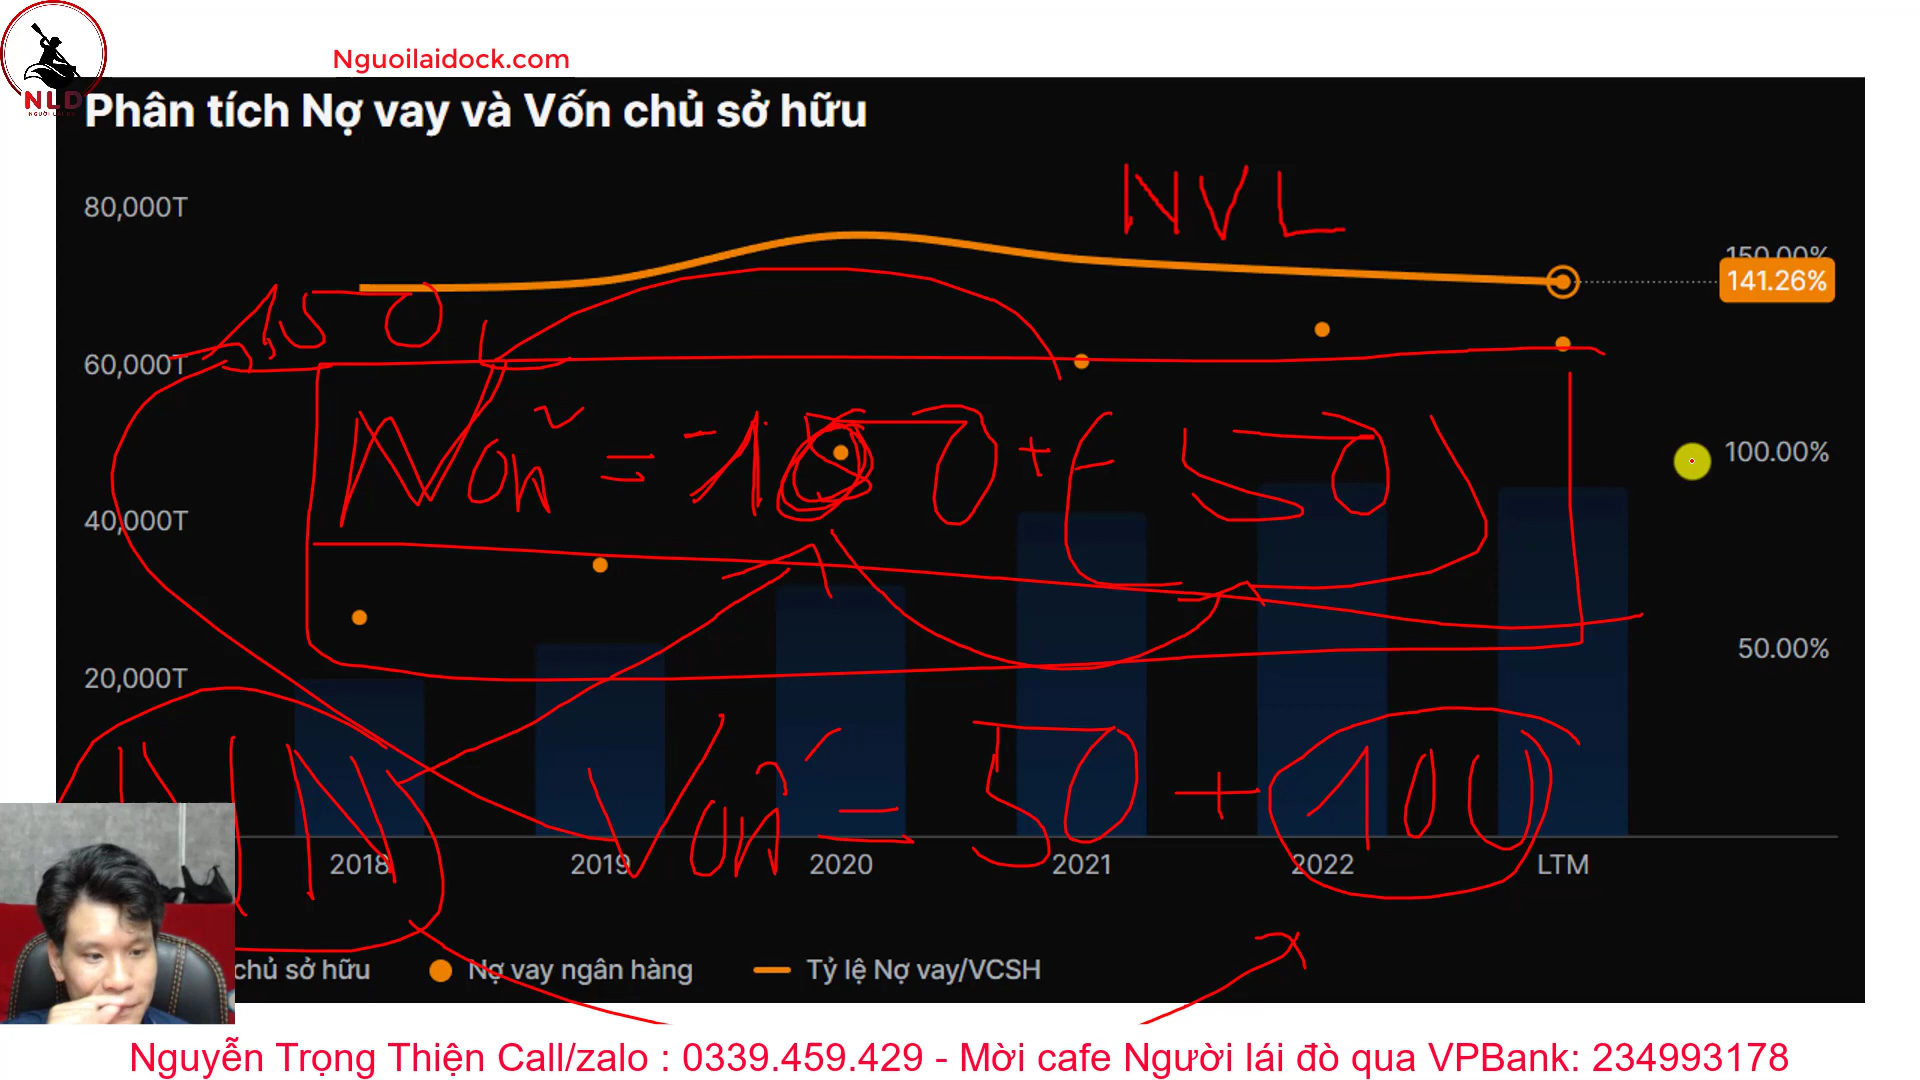 Nguoilaidock.com
NLD
Phân tích Nợ vay và Vốn chủ sở hữu
80,000T
NVL
150.00%
141.26%
150
60,000T
Nợn = -100 + (-50)
100.00%
40,000T
50.00%
20,000T
Vốn = 50 + 100
2018 2019 2020 2021 2022 LTM
chủ sở hữu Nợ vay ngân hàng Tỷ lệ Nợ vay/VCSH
Nguyễn Trọng Thiện Call/zalo : 0339.459.429 - Mời cafe Người lái đò qua VPBank: 234993178